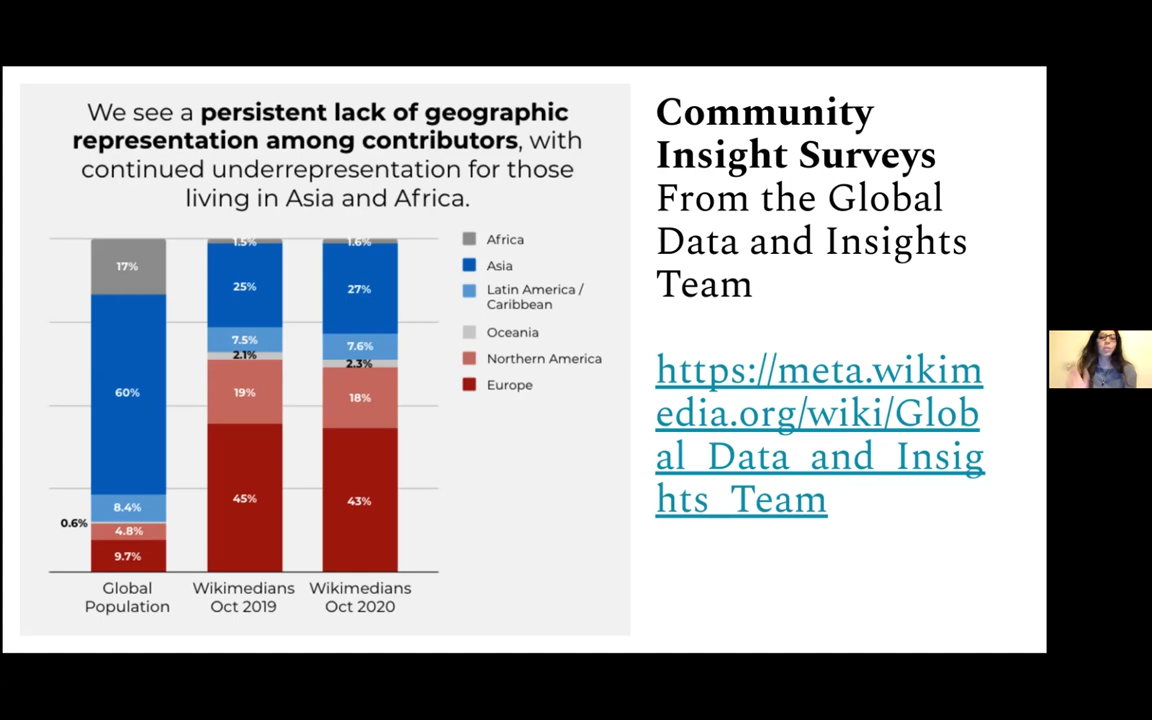 We see a persistent lack of geographic
representation among contributors, with
continued underrepresentation for those
living in Asia and Africa.
17%
60%
8.4%
0.6%
4.8%
9.7%
1.5%
25%
7.5%
2.1%
19%
45%
1.6%
27%
7.6%
2.3%
18%
43%
Global
Population
Wikimedians
Oct 2019
Wikimedians
Oct 2020
Africa
Asia
Latin America /
Caribbean
Oceania
Northern America
Europe
Community
Insight Surveys
From the Global
Data and Insights
Team
https://meta.wikim
edia.org/wiki/Glob
al_Data_and_Insig
hts_Team